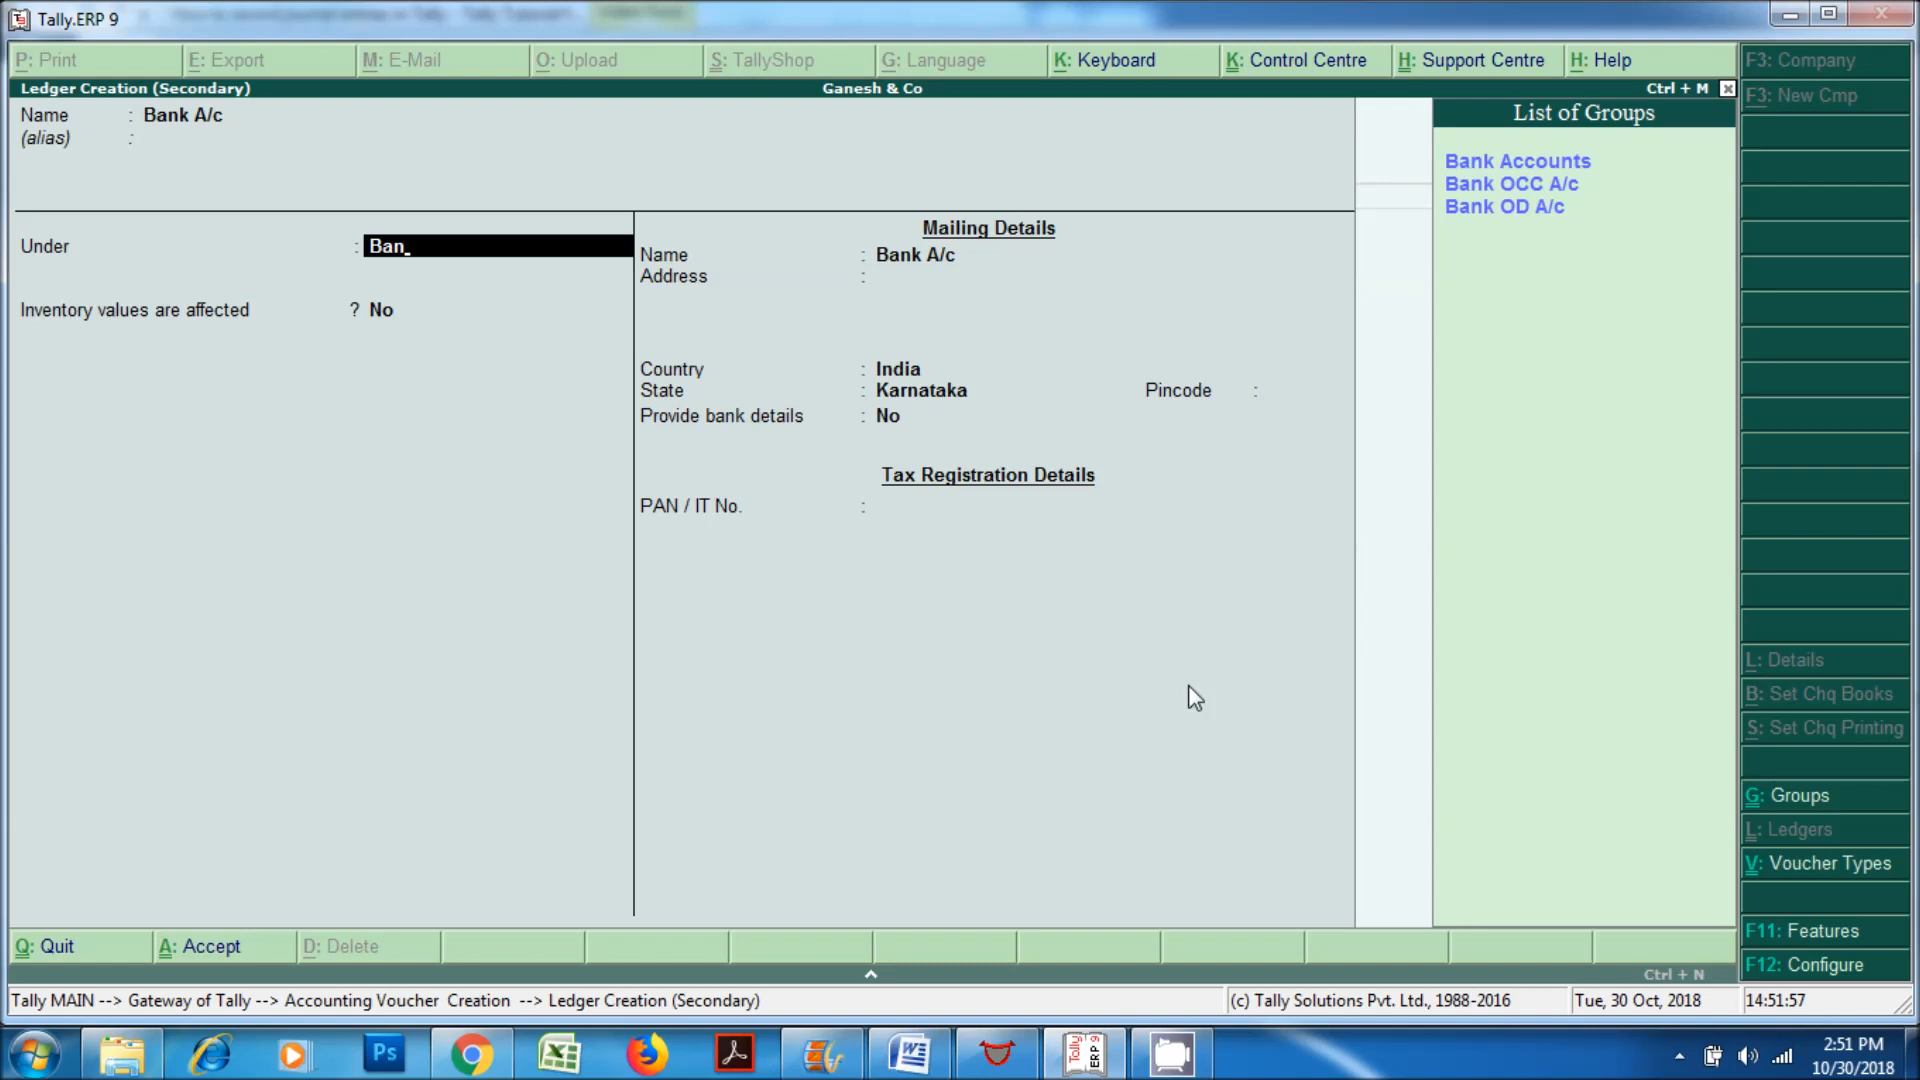 Tally.ERP 9
P: Print
E: Export
M: E-Mail
O: Upload
S: TallyShop
G: Language
K: Keyboard
K: Control Centre
H: Support Centre
H: Help
Ledger Creation (Secondary)
Ganesh & Co
Ctrl + M
Name : Bank A/c
(alias) :
Under : Ban_
Inventory values are affected ? No
Mailing Details
Name : Bank A/c
Address :
Country : India
State : Karnataka
Pincode :
Provide bank details : No
Tax Registration Details
PAN / IT No. :
List of Groups
Bank Accounts
Bank OCC A/c
Bank OD A/c
F3: Company
F3: New Cmp
L: Details
B: Set Chq Books
S: Set Chq Printing
G: Groups
L: Ledgers
V: Voucher Types
F11: Features
F12: Configure
Q: Quit
A: Accept
D: Delete
Ctrl + N
Tally MAIN --> Gateway of Tally --> Accounting Voucher Creation --> Ledger Creation (Secondary)
(c) Tally Solutions Pvt. Ltd., 1988-2016
Tue, 30 Oct, 2018
14:51:57
Ps
Tally
ERP 9
2:51 PM
10/30/2018